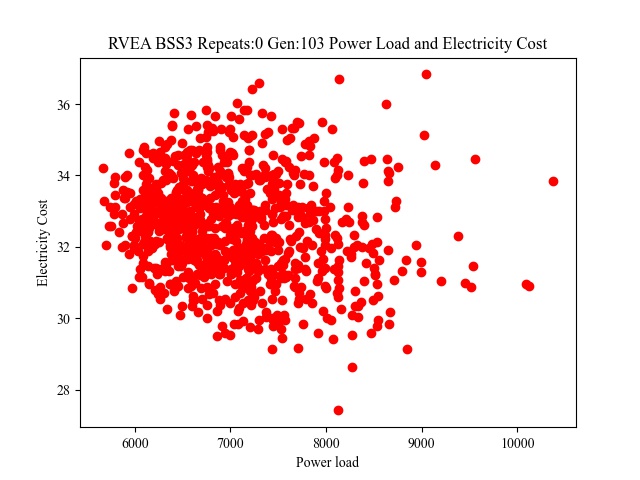 RVEA BSS3 Repeats:0 Gen:103 Power Load and Electricity Cost
36
34
32
30
28
Electricity Cost
6000 7000 8000 9000 10000
Power load